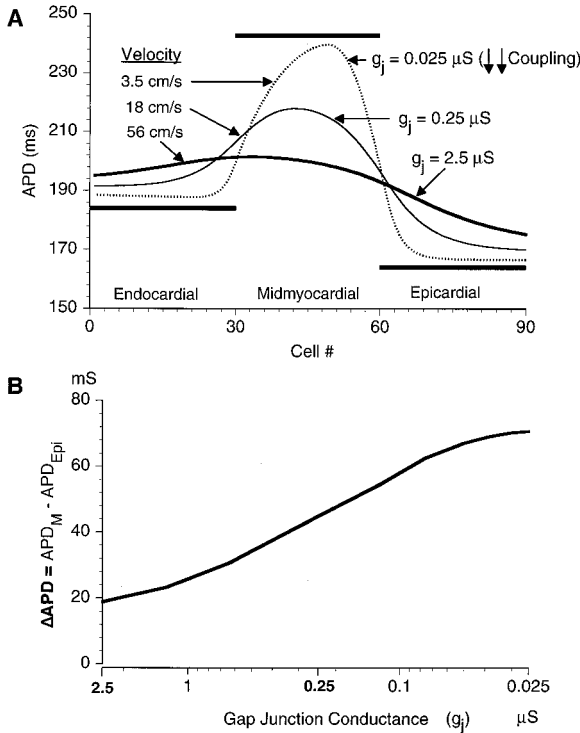 A
250
230
210
190
170
150
APD (ms)
Velocity
3.5 cm/s
18 cm/s
56 cm/s
gj = 0.025 µS (↓↓Coupling)
gj = 0.25 µS
gj = 2.5 µS
Endocardial
Midmyocardial
Epicardial
0
30
60
90
Cell #
B
mS
80
60
40
20
0
ΔAPD = APDM - APDEpi
2.5
1
0.25
0.1
0.025
Gap Junction Conductance (gj) µS